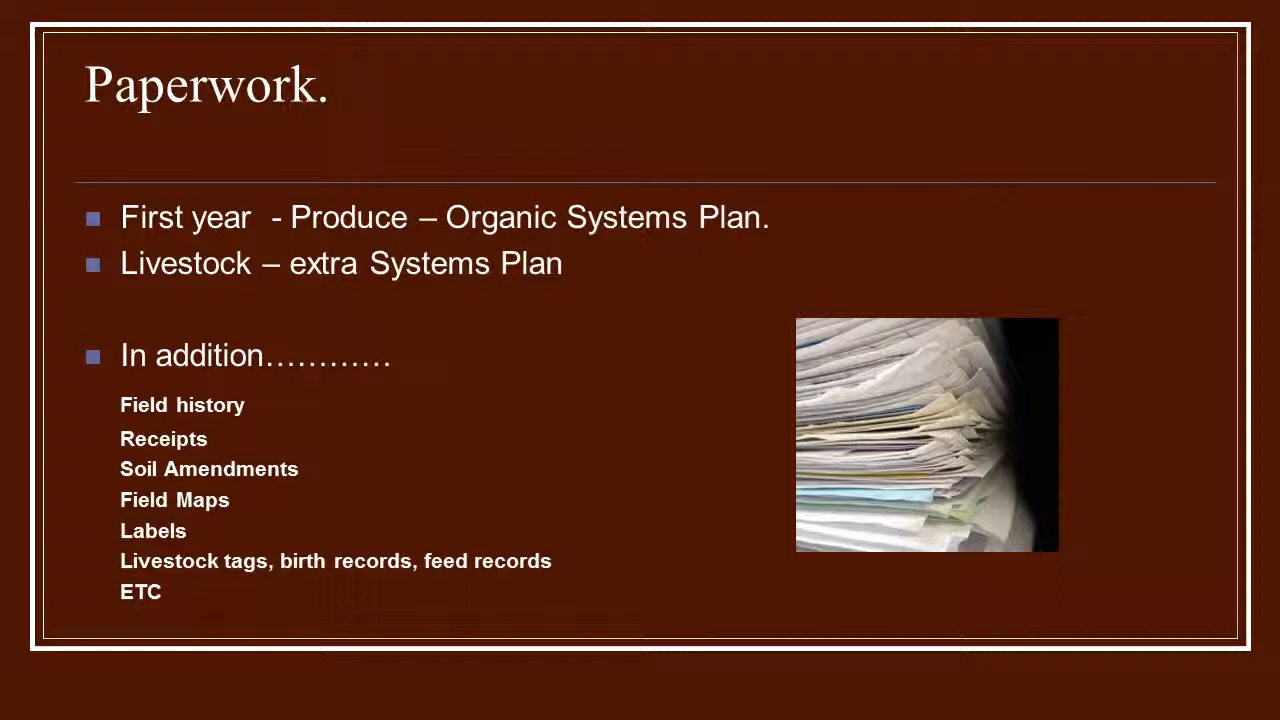 Paperwork.
First year - Produce – Organic Systems Plan.
Livestock – extra Systems Plan
In addition…………
Field history
Receipts
Soil Amendments
Field Maps
Labels
Livestock tags, birth records, feed records
ETC